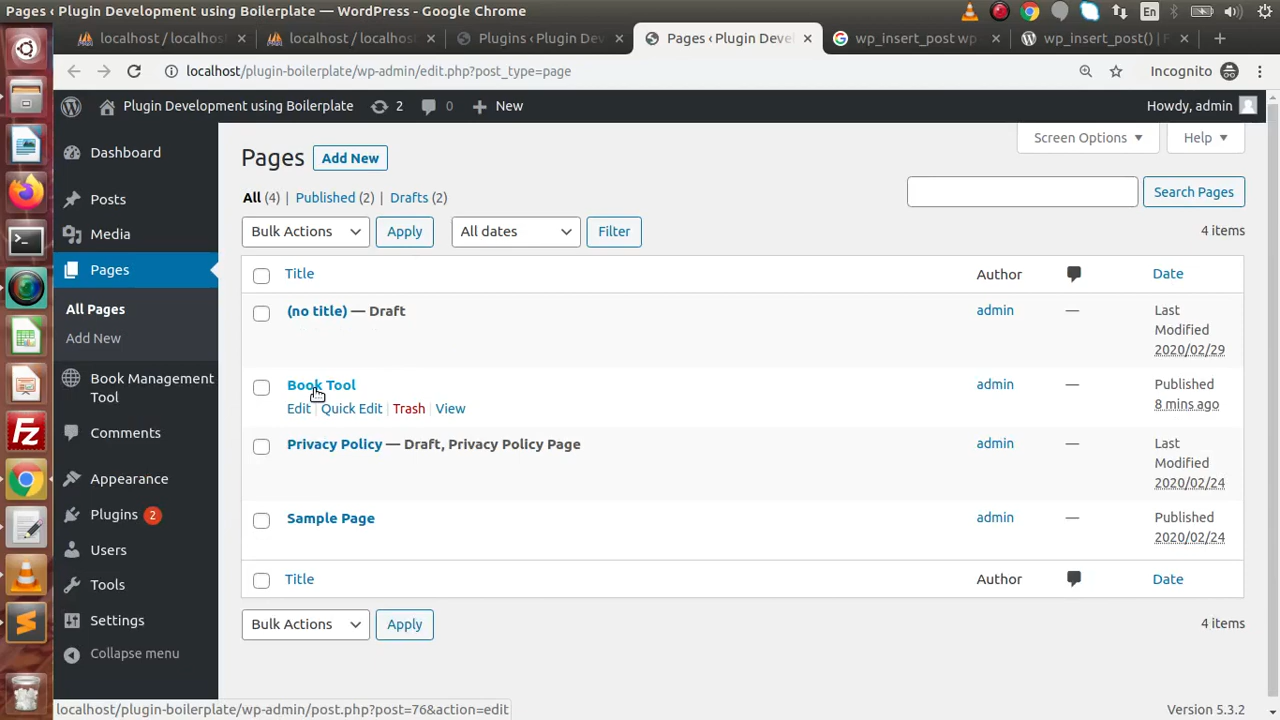 Pages ‹ Plugin Development using Boilerplate — WordPress - Google Chrome
En
localhost / localhos
localhost / localhos
Plugins ‹ Plugin Dev
Pages ‹ Plugin Deve
wp_insert_post wp
wp_insert_post() | F
localhost/plugin-boilerplate/wp-admin/edit.php?post_type=page
Incognito
Plugin Development using Boilerplate
2
0
New
Howdy, admin
Dashboard
Posts
Media
Pages
All Pages
Add New
Book Management
Tool
Comments
Appearance
Plugins 2
Users
Tools
Settings
Collapse menu
Screen Options
Help
Pages
Add New
All (4) | Published (2) | Drafts (2)
Search Pages
Bulk Actions
Apply
All dates
Filter
4 items
Title
Author
Date
(no title) — Draft
admin
—
Last
Modified
2020/02/29
Book Tool
Edit | Quick Edit | Trash | View
admin
—
Published
8 mins ago
Privacy Policy — Draft, Privacy Policy Page
admin
—
Last
Modified
2020/02/24
Sample Page
admin
—
Published
2020/02/24
Title
Author
Date
Bulk Actions
Apply
4 items
localhost/plugin-boilerplate/wp-admin/post.php?post=76&action=edit
Version 5.3.2